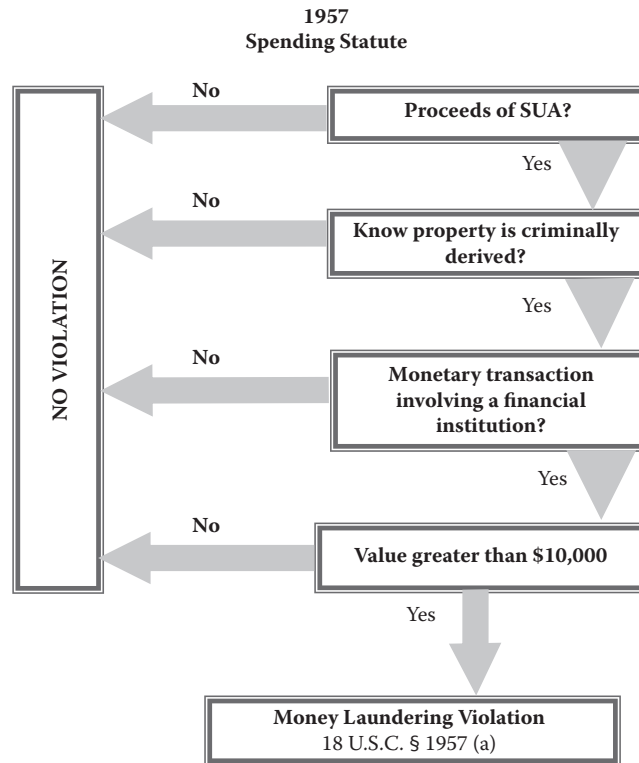 1957
Spending Statute
No
Proceeds of SUA?
Yes
No
Know property is criminally
derived?
Yes
NO VIOLATION
No
Monetary transaction
involving a financial
institution?
Yes
No
Value greater than $10,000
Yes
Money Laundering Violation
18 U.S.C. § 1957 (a)